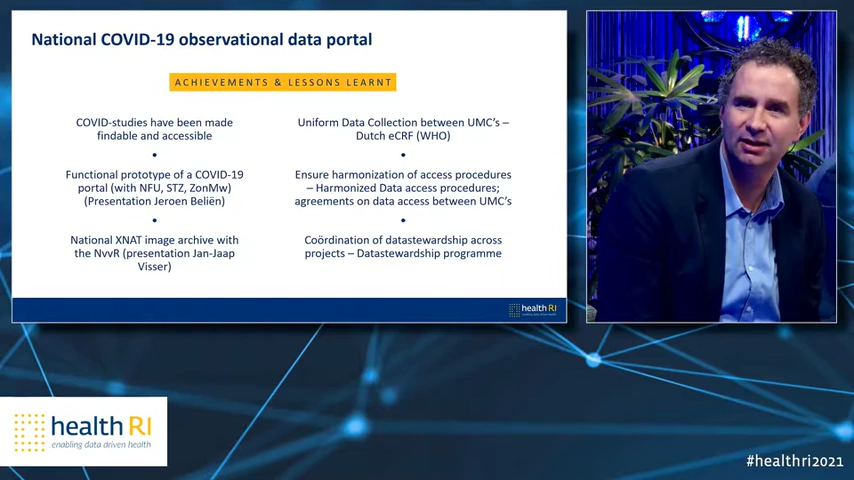 National COVID-19 observational data portal
ACHIEVEMENTS & LESSONS LEARNT
COVID-studies have been made
findable and accessible
•
Functional prototype of a COVID-19
portal (with NFU, STZ, ZonMw)
(Presentation Jeroen Beliën)
•
National XNAT image archive with
the NvvR (presentation Jan-Jaap
Visser)
Uniform Data Collection between UMC's –
Dutch eCRF (WHO)
•
Ensure harmonization of access procedures
– Harmonized Data access procedures;
agreements on data access between UMC's
•
Coördination of datastewardship across
projects – Datastewardship programme
health RI
enabling data driven health
health RI
enabling data driven health
#healthri2021